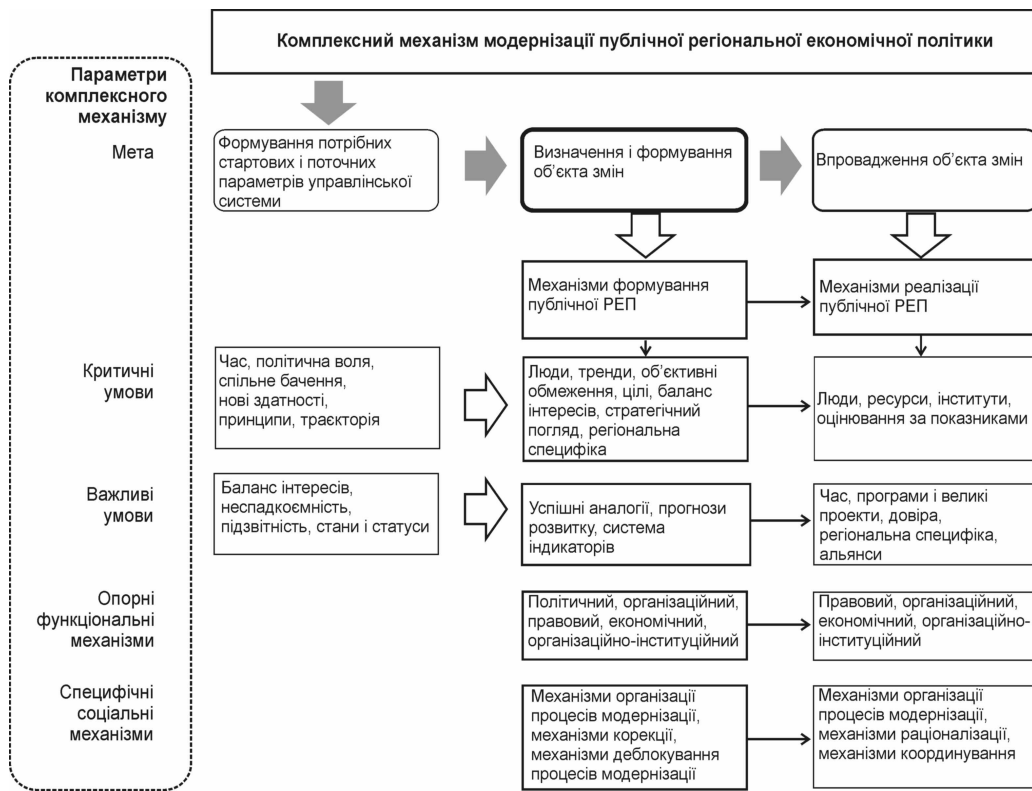 Комплексний механізм модернізації публічної регіональної економічної політики
Параметри
комплексного
механізму
Мета
Формування потрібних
стартових і поточних
параметрів управлінської
системи
Визначення і формування
об’єкта змін
Впровадження об’єкта змін
Механізми формування
публічної РЕП
Механізми реалізації
публічної РЕП
Критичні
умови
Час, політична воля,
спільне бачення,
нові здатності,
принципи, траєкторія
Люди, тренди, об’єктивні
обмеження, цілі, баланс
інтересів, стратегічний
погляд, регіональна
специфіка
Люди, ресурси, інститути,
оцінювання за показниками
Важливі
умови
Баланс інтересів,
неспадкоємність,
підзвітність, стани і статуси
Успішні аналогії, прогнози
розвитку, система
індикаторів
Час, програми і великі
проекти, довіра,
регіональна специфіка,
альянси
Опорні
функціональні
механізми
Політичний, організаційний,
правовий, економічний,
організаційно-інституційний
Правовий, організаційний,
економічний, організаційно-
інституційний
Специфічні
соціальні
механізми
Механізми організації
процесів модернізації,
механізми корекції,
механізми деблокування
процесів модернізації
Механізми організації
процесів модернізації,
механізми раціоналізації,
механізми координування